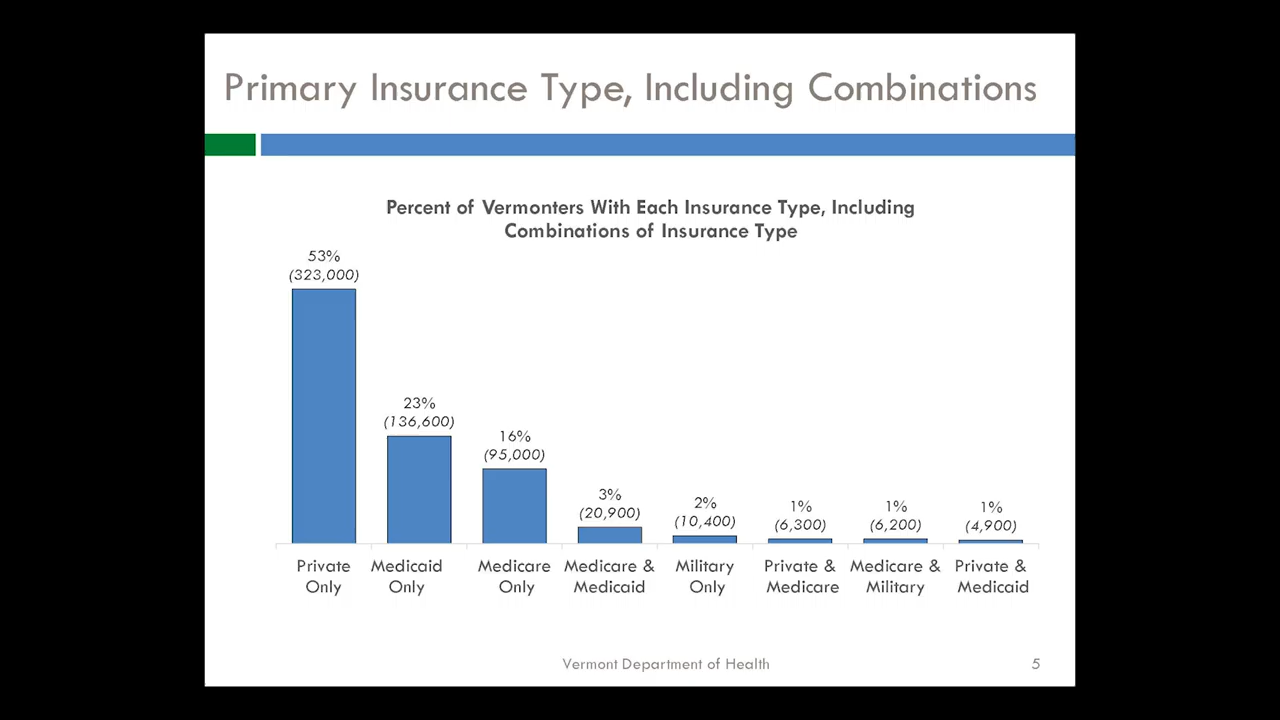 Primary Insurance Type, Including Combinations
Percent of Vermonters With Each Insurance Type, Including
Combinations of Insurance Type
53%
(323,000)
23%
(136,600)
16%
(95,000)
3%
(20,900)
2%
(10,400)
1%
(6,300)
1%
(6,200)
1%
(4,900)
Private
Only
Medicaid
Only
Medicare
Only
Medicare &
Medicaid
Military
Only
Private &
Medicare
Medicare &
Military
Private &
Medicaid
Vermont Department of Health
5